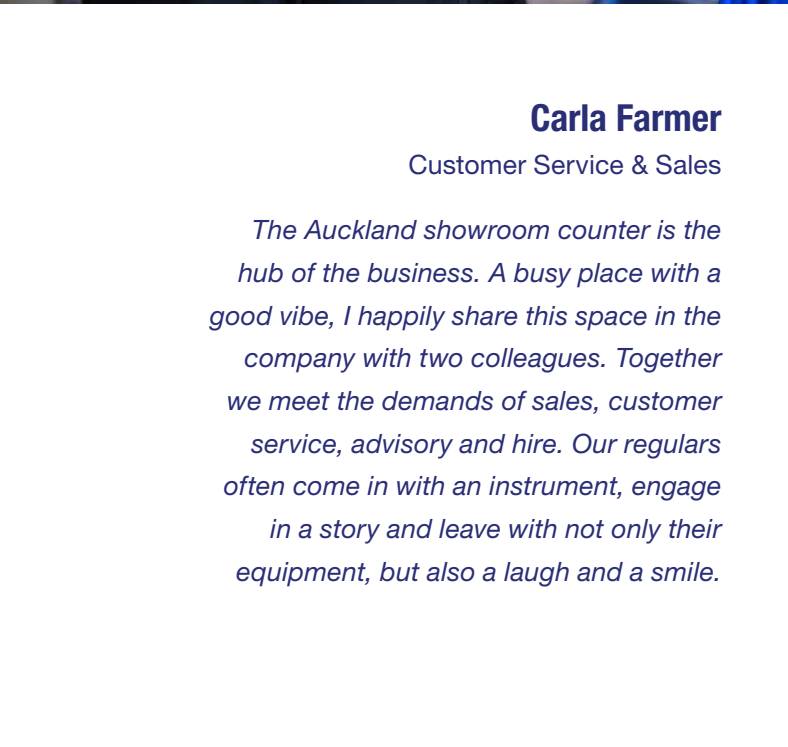 Carla Farmer
Customer Service & Sales
The Auckland showroom counter is the
hub of the business. A busy place with a
good vibe, I happily share this space in the
company with two colleagues. Together
we meet the demands of sales, customer
service, advisory and hire. Our regulars
often come in with an instrument, engage
in a story and leave with not only their
equipment, but also a laugh and a smile.